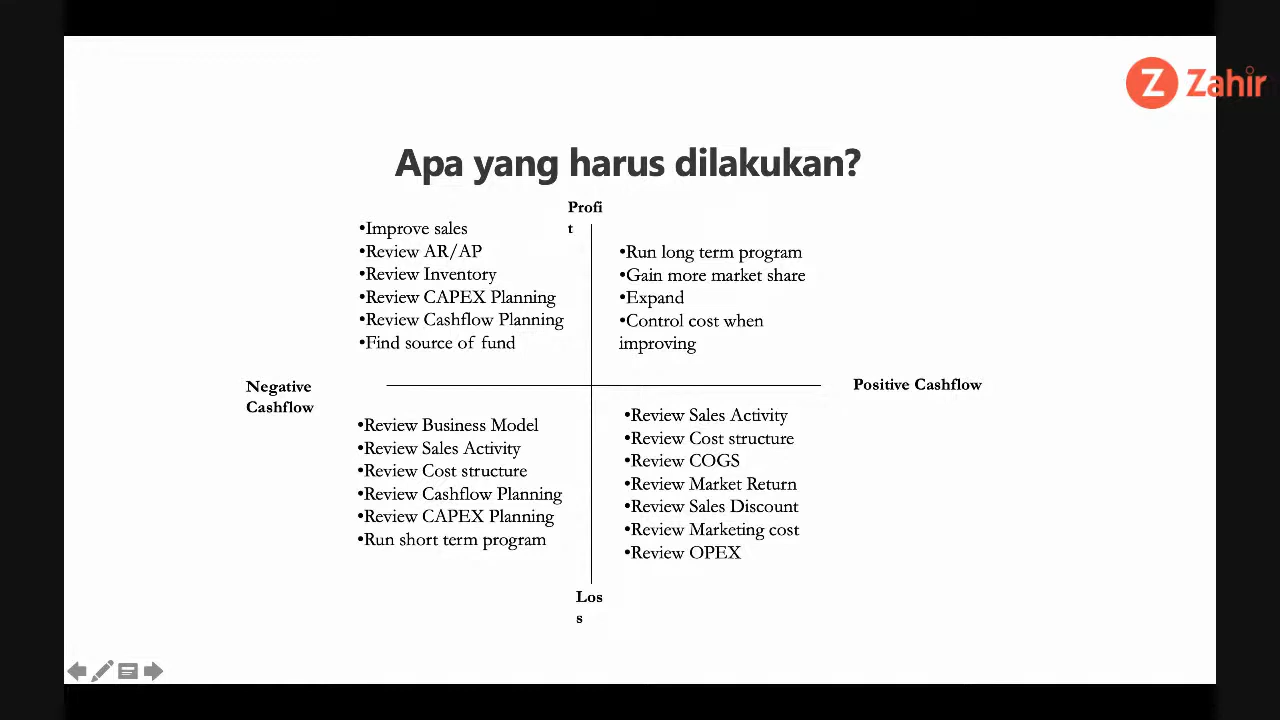 Zahir
Apa yang harus dilakukan?
Profi
t
•Improve sales
•Review AR/AP
•Review Inventory
•Review CAPEX Planning
•Review Cashflow Planning
•Find source of fund
•Run long term program
•Gain more market share
•Expand
•Control cost when
improving
Negative
Cashflow
Positive Cashflow
•Review Business Model
•Review Sales Activity
•Review Cost structure
•Review Cashflow Planning
•Review CAPEX Planning
•Run short term program
•Review Sales Activity
•Review Cost structure
•Review COGS
•Review Market Return
•Review Sales Discount
•Review Marketing cost
•Review OPEX
Los
s